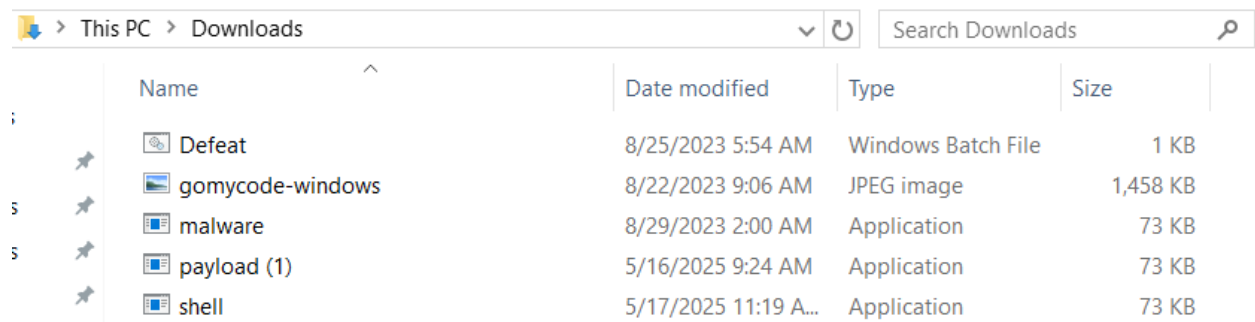 This PC > Downloads Search Downloads
Name Date modified Type Size
Defeat 8/25/2023 5:54 AM Windows Batch File 1 KB
gomycode-windows 8/22/2023 9:06 AM JPEG image 1,458 KB
malware 8/29/2023 2:00 AM Application 73 KB
payload (1) 5/16/2025 9:24 AM Application 73 KB
shell 5/17/2025 11:19 A... Application 73 KB